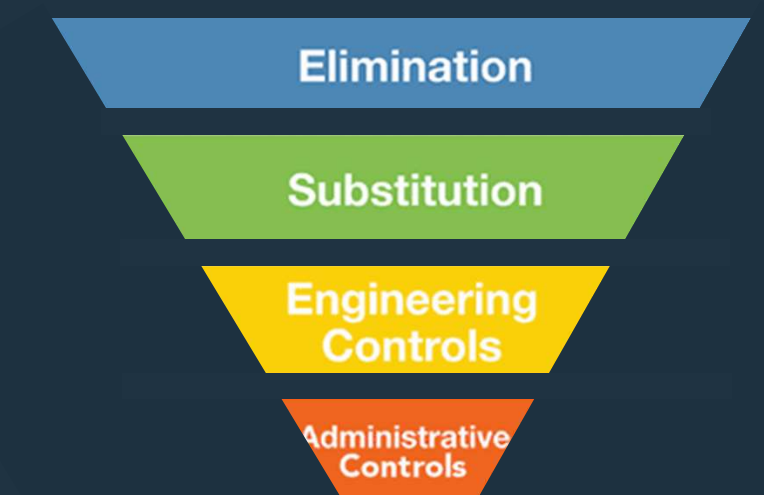 Elimination
Substitution
Engineering
Controls
Administrative
Controls